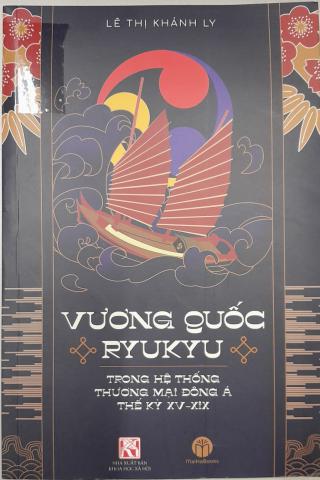 LÊ THỊ KHÁNH LY
VƯƠNG QUỐC
RYUKYU
TRONG HỆ THỐNG
THƯƠNG MẠI ĐÔNG Á
THẾ KỶ XV-XIX
NHÀ XUẤT BẢN
KHOA HỌC XÃ HỘI
MaiHaBooks